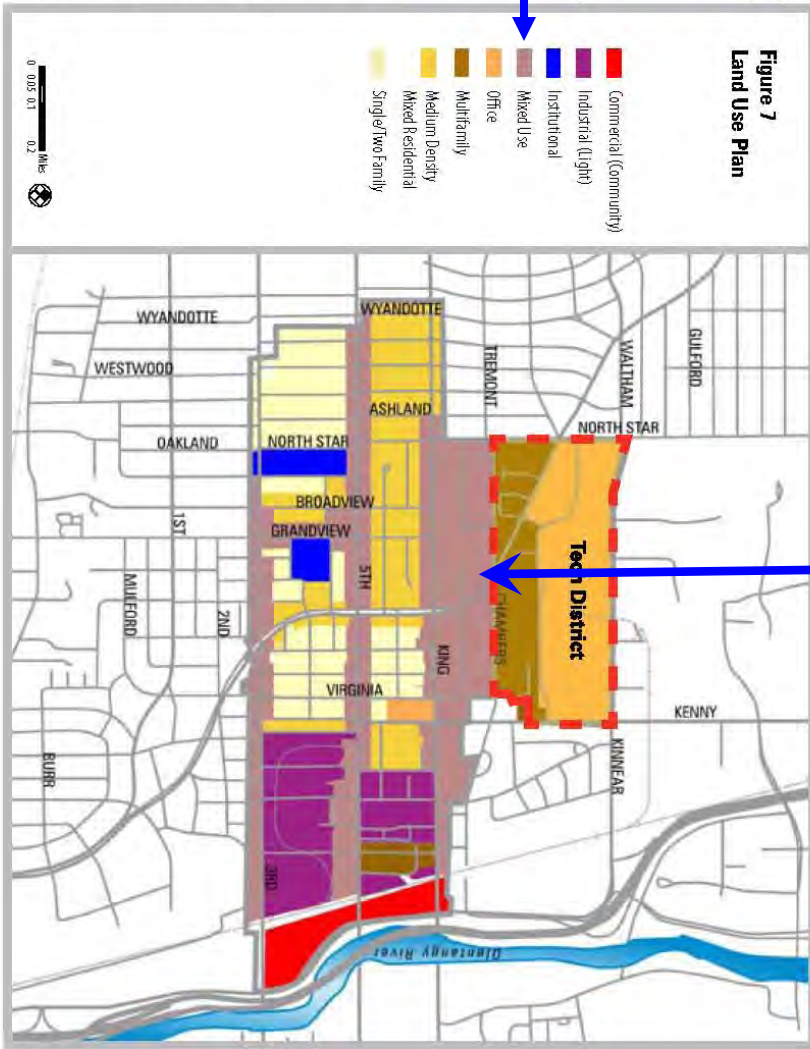 Figure 7
Land Use Plan
Commercial (Community)
Industrial (Light)
Institutional
Mixed Use
Office
Multifamily
Medium Density
Mixed Residential
Single/Two Family
0 0.05 0.1 0.2 Miles
GULFORD
WALTHAM
TREMONT
WYANDOTTE
WYANDOTTE
WESTWOOD
ASHLAND
NORTH STAR
NORTH STAR
OAKLAND
BROADVIEW
GRANDVIEW
1ST
5TH
Tech District
CHAMBERS
MULFORD
2ND
KING
VIRGINIA
KENNY
KINNEAR
BURR
3RD
Olentangy River